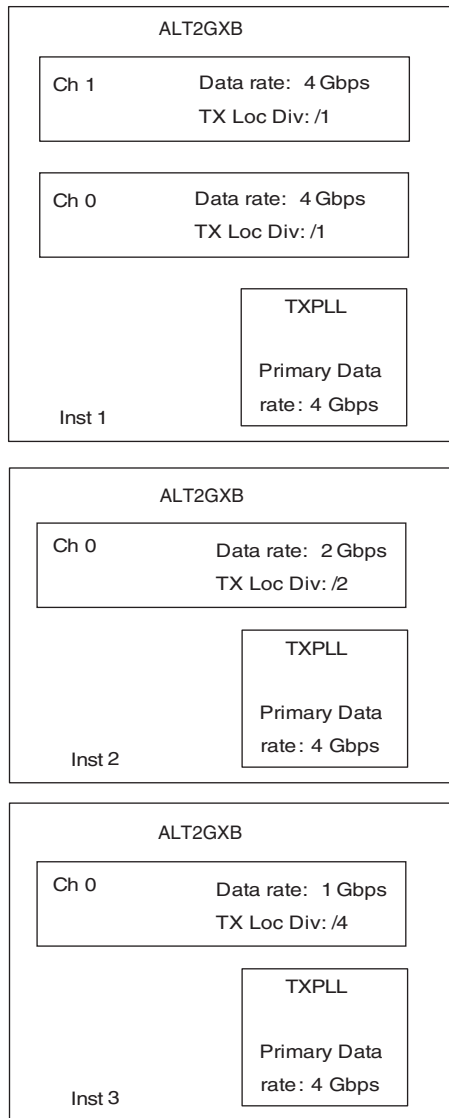 ALT2GXB
Ch 1
Data rate: 4 Gbps
TX Loc Div: /1
Ch 0
Data rate: 4 Gbps
TX Loc Div: /1
TXPLL
Primary Data
rate: 4 Gbps
Inst 1
ALT2GXB
Ch 0
Data rate: 2 Gbps
TX Loc Div: /2
TXPLL
Primary Data
rate: 4 Gbps
Inst 2
ALT2GXB
Ch 0
Data rate: 1 Gbps
TX Loc Div: /4
TXPLL
Primary Data
rate: 4 Gbps
Inst 3